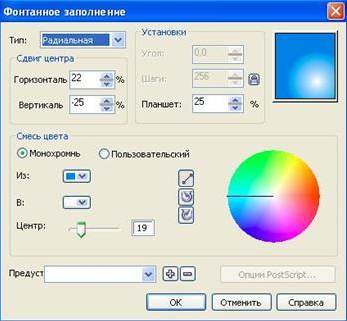 Фонтанное заполнение
Тип: Радиальная
Сдвиг центра
Горизонталь 22 %
Вертикаль -25 %
Установки
Угол: 0,0
Шаги: 256
Планшет: 25 %
Смесь цвета
Монохромнь Пользовательский
Из:
В:
Центр: 19
Предуст
Опции PostScript...
OK Отменить Справка